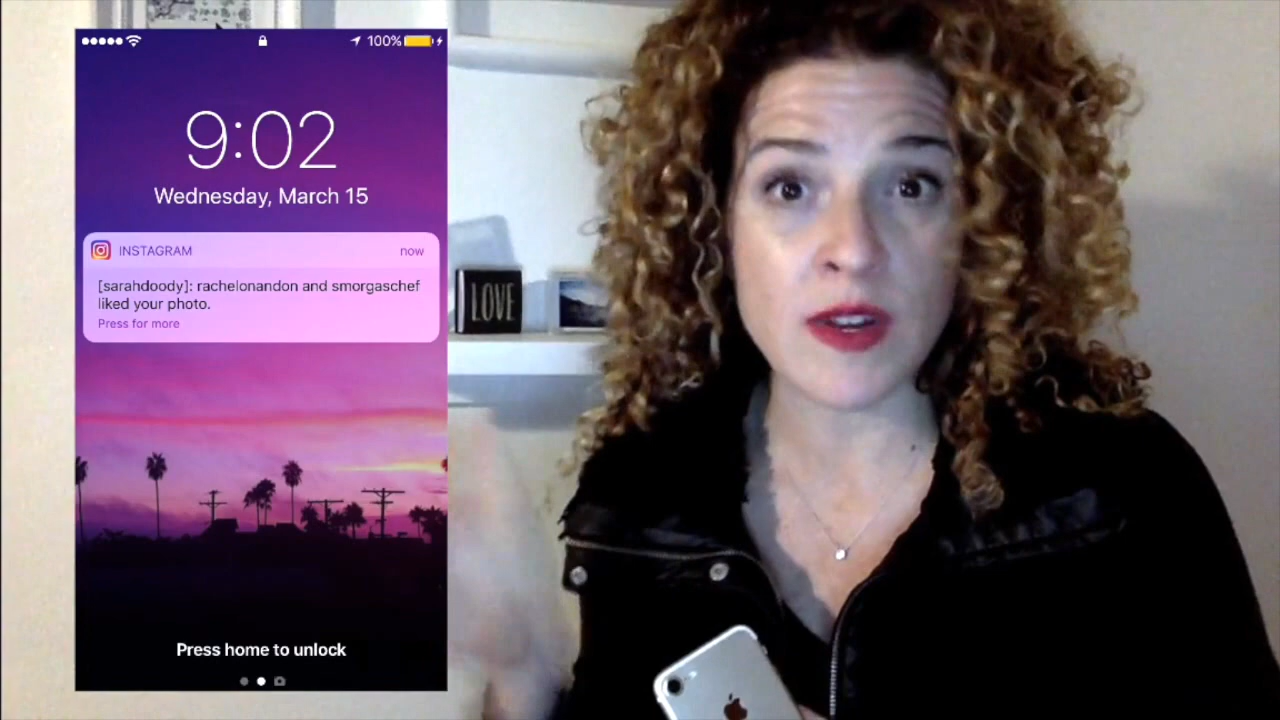 100%
9:02
Wednesday, March 15
INSTAGRAM now
[sarahdoody]: rachelonandon and smorgaschef
liked your photo.
Press for more
LOVE
Press home to unlock